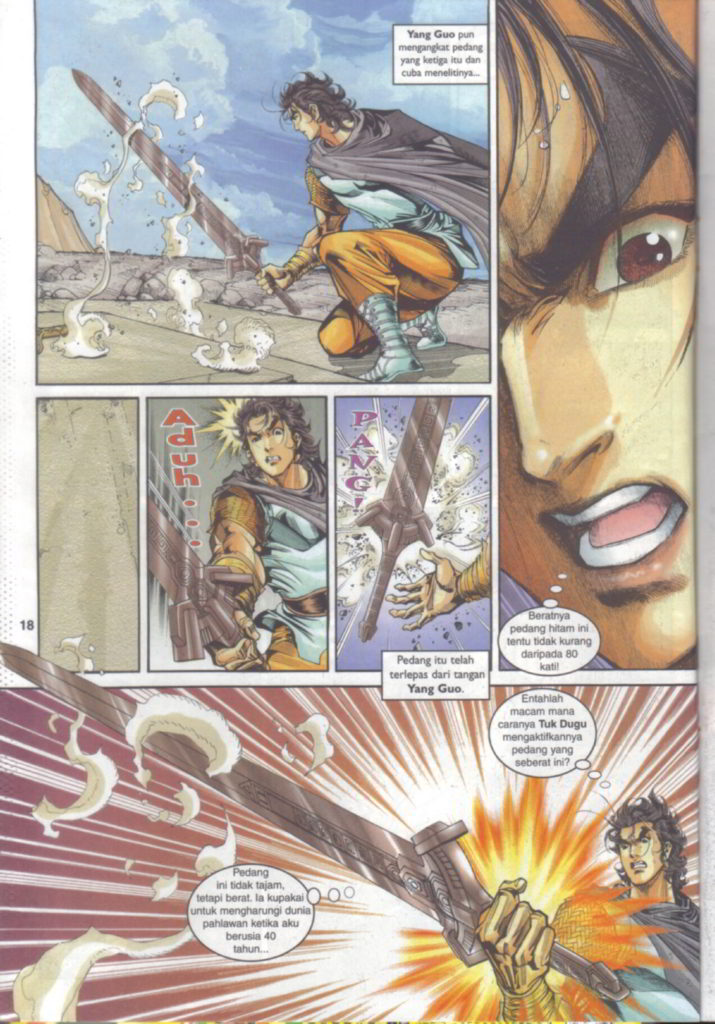 Yang Guo pun
mengangkat pedang
yang ketiga itu dan
cuba menelitinya...
Aduh...
PANG!
Pedang itu telah
terlepas dari tangan
Yang Guo.
Beratnya
pedang hitam ini
tentu tidak kurang
daripada 80
kati!
18
Entahlah
macam mana
caranya Tuk Dugu
mengaktifkannya
pedang yang
seberat ini?
Pedang
ini tidak tajam,
tetapi berat. Ia kupakai
untuk mengharungi dunia
pahlawan ketika aku
berusia 40
tahun...